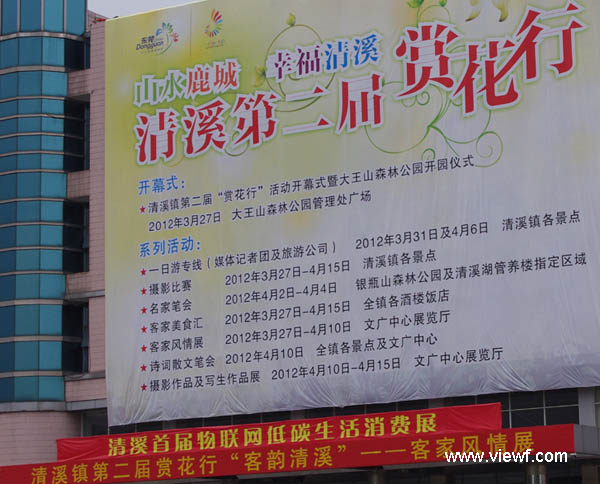 东莞
Dongguan
山水鹿城 幸福清溪
清溪第二届赏花行
开幕式：
★清溪镇第二届“赏花行”活动开幕式暨大王山森林公园开园仪式
2012年3月27日 大王山森林公园管理处广场
系列活动：
★一日游专线（媒体记者团及旅游公司） 2012年3月31日及4月6日 清溪镇各景点
★摄影比赛 2012年3月27日-4月15日 清溪镇各景点
★名家笔会 2012年4月2日-4月4日 银瓶山森林公园及清溪湖管养楼指定区域
★客家美食汇 2012年3月27日-4月15日 全镇各酒楼饭店
★客家风情展 2012年3月27日-4月10日 文广中心展览厅
★诗词散文笔会 2012年4月10日 全镇各景点及文广中心
★摄影作品及写生作品展 2012年4月10日-4月15日 文广中心展览厅
清溪首届物联网低碳生活消费展
清溪镇第二届赏花行“客韵清溪”——客家风情展
www.viewf.com